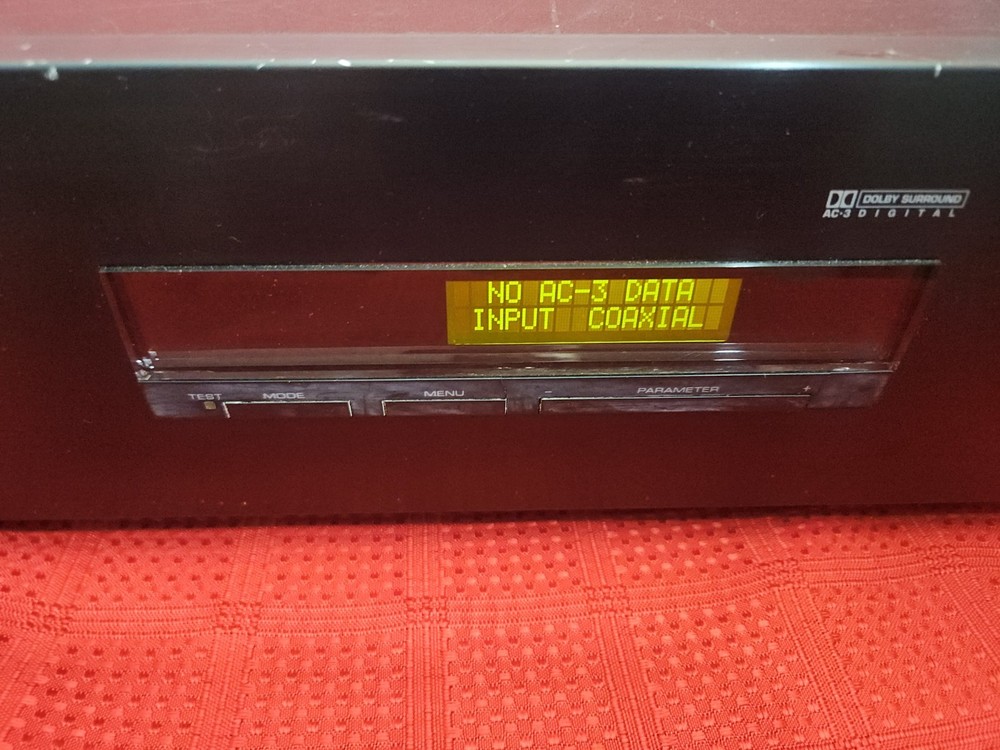 DOLBY SURROUND
AC-3 DIGITAL
NO AC-3 DATA
INPUT COAXIAL
TEST MODE MENU - PARAMETER +